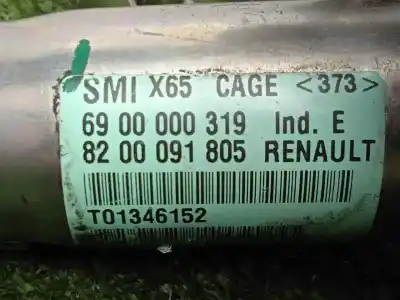 SMI X65 CAGE <373>
69 00 000 319 Ind. E
82 00 091 805 RENAULT
T01346152